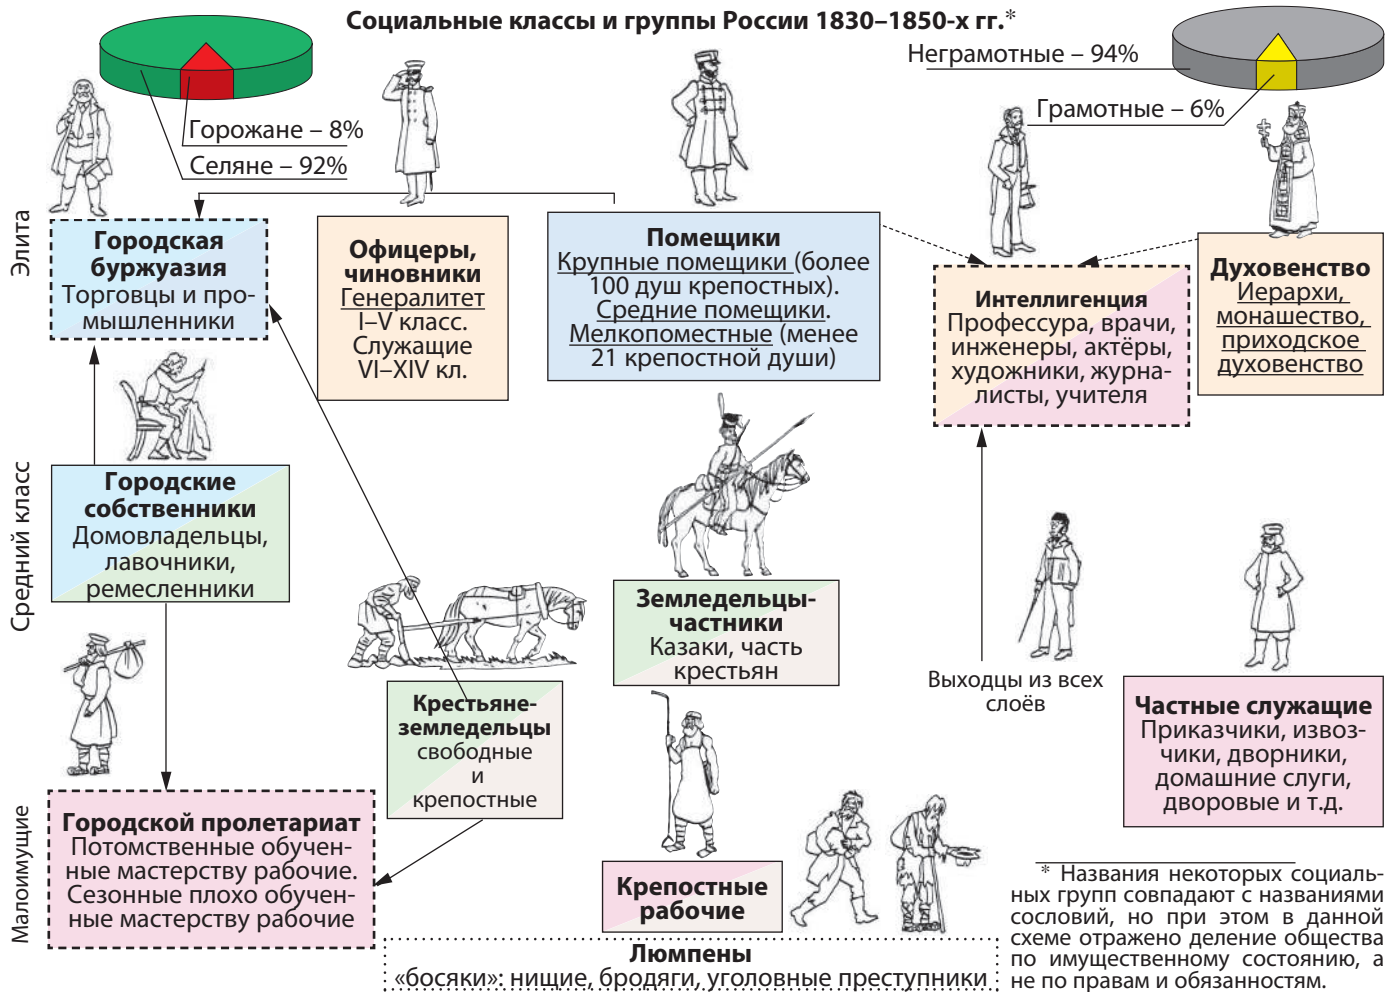 Социальные классы и группы России 1830–1850-х гг.*
Горожане – 8%
Селяне – 92%
Неграмотные – 94%
Грамотные – 6%
Элита
Городская
буржуазия
Торговцы и про-
мышленники
Офицеры,
чиновники
Генералитет
I–V класс.
Служащие
VI–XIV кл.
Помещики
Крупные помещики (более
100 душ крепостных).
Средние помещики.
Мелкопоместные (менее
21 крепостной души)
Интеллигенция
Профессура, врачи,
инженеры, актёры,
художники, журна-
листы, учителя
Духовенство
Иерархи,
монашество,
приходское
духовенство
Средний класс
Городские
собственники
Домовладельцы,
лавочники,
ремесленники
Земледельцы-
частники
Казаки, часть
крестьян
Выходцы из всех
слоёв
Частные служащие
Приказчики, извоз-
чики, дворники,
домашние слуги,
дворовые и т.д.
Крестьяне-
земледельцы
свободные
и
крепостные
Малоимущие
Городской пролетариат
Потомственные обучен-
ные мастерству рабочие.
Сезонные плохо обучен-
ные мастерству рабочие
Крепостные
рабочие
Люмпены
«босяки»: нищие, бродяги, уголовные преступники
* Названия некоторых социаль-
ных групп совпадают с названиями
сословий, но при этом в данной
схеме отражено деление общества
по имущественному состоянию, а
не по правам и обязанностям.